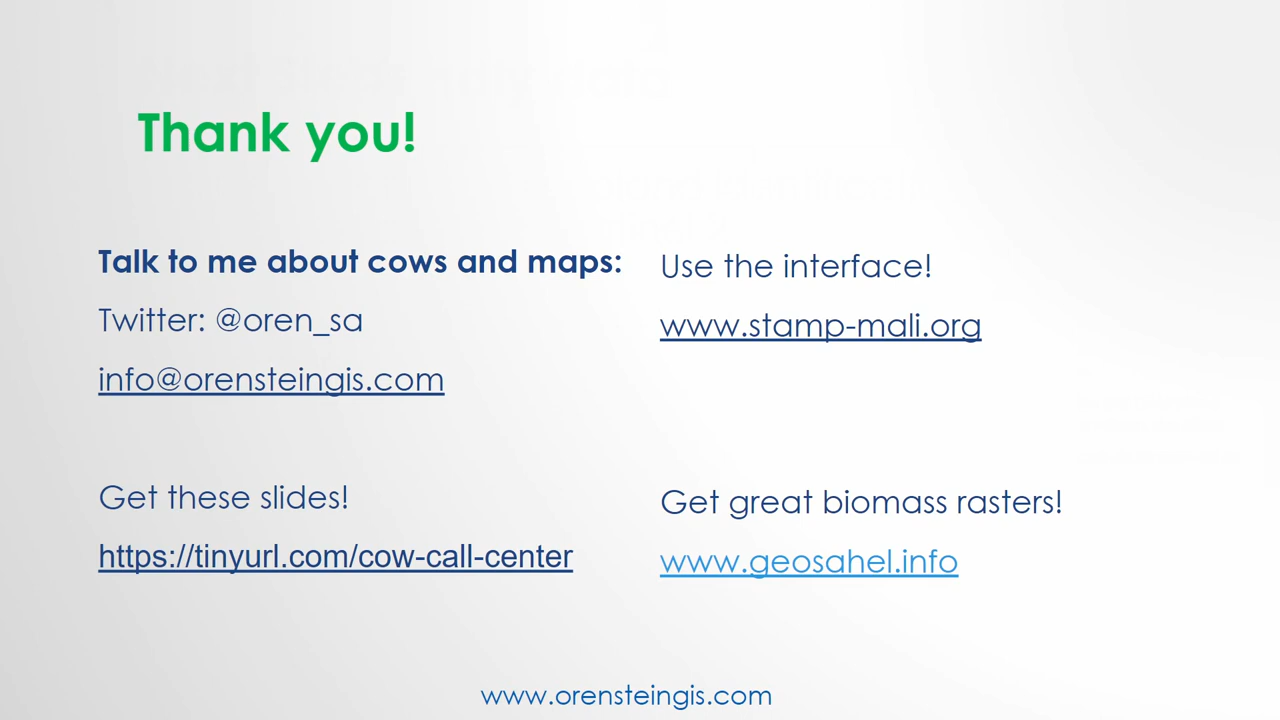 Thank you!
Talk to me about cows and maps:
Twitter: @oren_sa
info@orensteingis.com
Get these slides!
https://tinyurl.com/cow-call-center
Use the interface!
www.stamp-mali.org
Get great biomass rasters!
www.geosahel.info
www.orensteingis.com